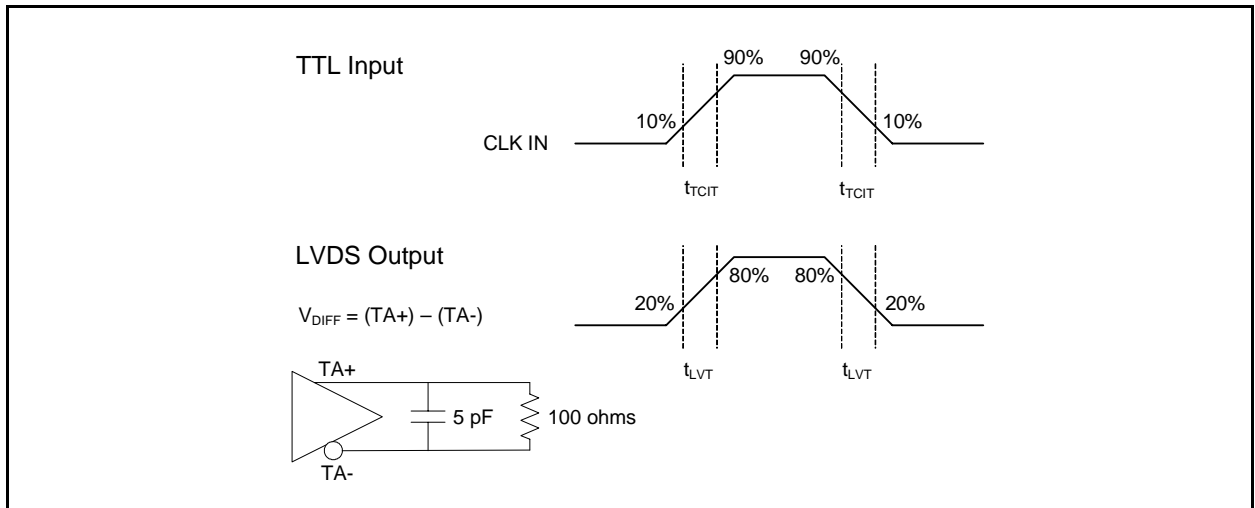 TTL Input
90% 90%
10% 10%
CLK IN
tTCIT tTCIT
LVDS Output
80% 80%
20% 20%
VDIFF = (TA+) – (TA-)
tLVT tLVT
TA+
5 pF 100 ohms
TA-